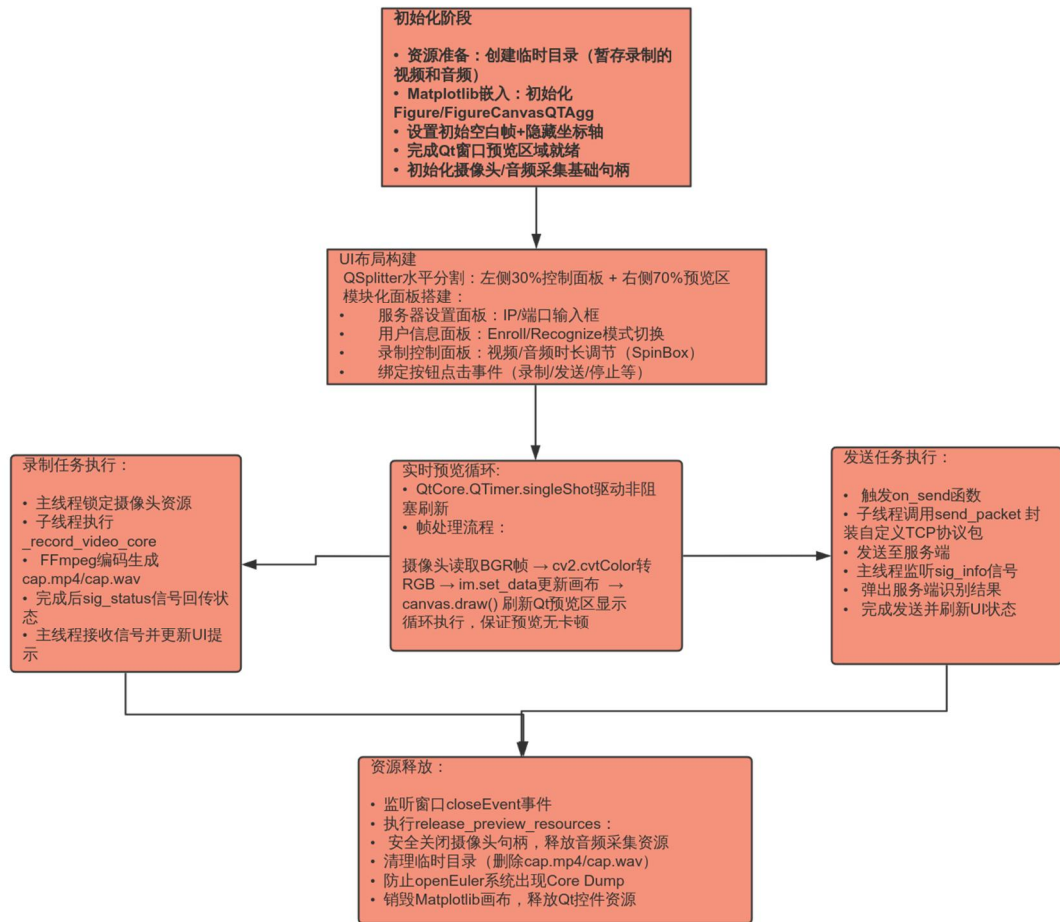 初始化阶段
• 资源准备：创建临时目录（暂存录制的
视频和音频）
• Matplotlib嵌入：初始化
Figure/FigureCanvasQTAgg
• 设置初始空白帧+隐藏坐标轴
• 完成Qt窗口预览区域就绪
• 初始化摄像头/音频采集基础句柄
UI布局构建
QSplitter水平分割：左侧30%控制面板 + 右侧70%预览区
模块化面板搭建：
• 服务器设置面板：IP/端口输入框
• 用户信息面板：Enroll/Recognize模式切换
• 录制控制面板：视频/音频时长调节（SpinBox）
• 绑定按钮点击事件（录制/发送/停止等）
录制任务执行：
• 主线程锁定摄像头资源
• 子线程执行
_record_video_core
• FFmpeg编码生成
cap.mp4/cap.wav
• 完成后sig_status信号回传状
态
• 主线程接收信号并更新UI提
示
实时预览循环:
• QtCore.QTimer.singleShot驱动非阻
塞刷新
• 帧处理流程：
摄像头读取BGR帧 → cv2.cvtColor转
RGB → im.set_data更新画布 →
canvas.draw() 刷新Qt预览区显示
循环执行，保证预览无卡顿
发送任务执行：
• 触发on_send函数
• 子线程调用send_packet 封
装自定义TCP协议包
• 发送至服务端
• 主线程监听sig_info信号
• 弹出服务端识别结果
• 完成发送并刷新UI状态
资源释放：
• 监听窗口closeEvent事件
• 执行release_preview_resources：
• 安全关闭摄像头句柄，释放音频采集资源
• 清理临时目录（删除cap.mp4/cap.wav）
• 防止openEuler系统出现Core Dump
• 销毁Matplotlib画布，释放Qt控件资源